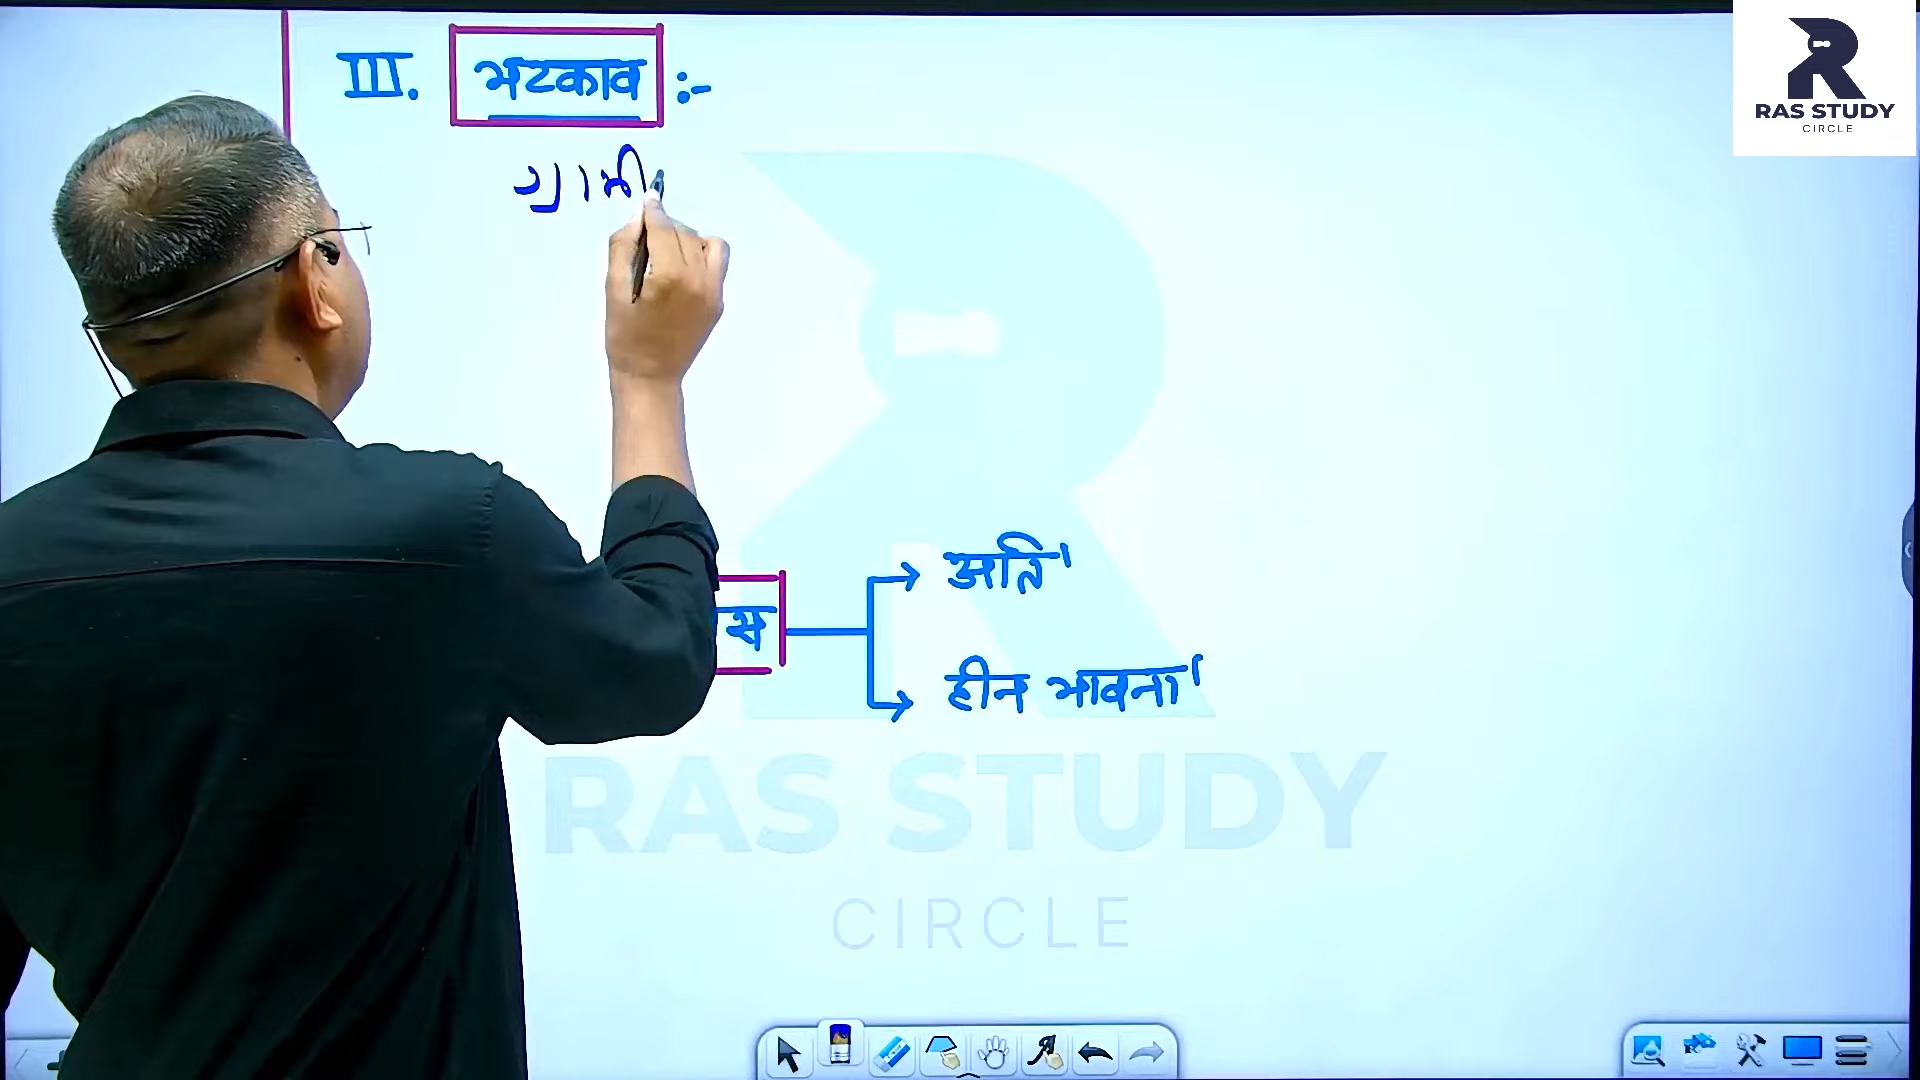 RAS STUDY
CIRCLE
III. भटकाव :-
ग्रामी
अति'
स
हीन भावना'
RAS STUDY
CIRCLE